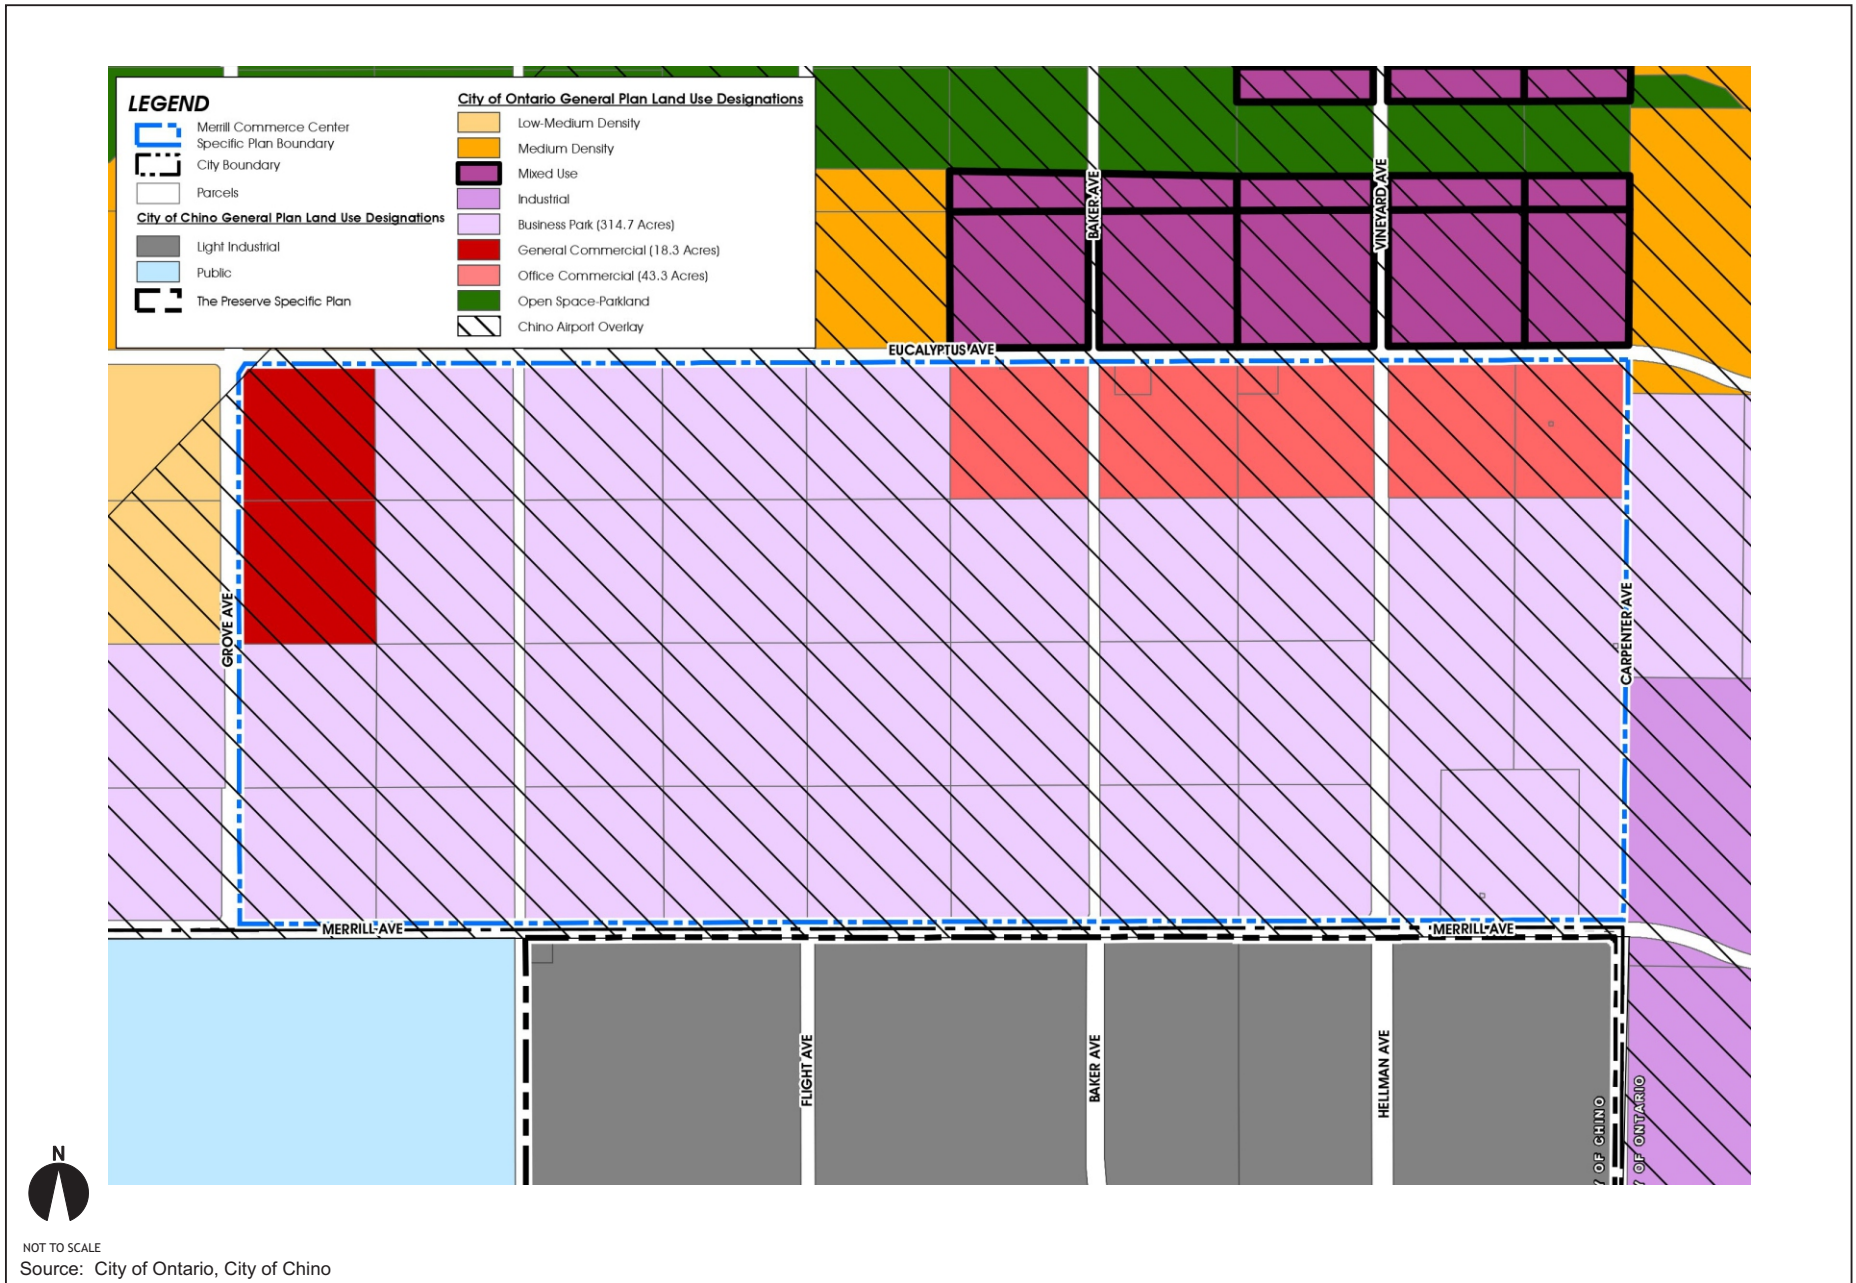 LEGEND
Merrill Commerce Center
Specific Plan Boundary
City Boundary
Parcels
City of Chino General Plan Land Use Designations
Light Industrial
Public
The Preserve Specific Plan
City of Ontario General Plan Land Use Designations
Low-Medium Density
Medium Density
Mixed Use
Industrial
Business Park (314.7 Acres)
General Commercial (18.3 Acres)
Office Commercial (43.3 Acres)
Open Space-Parkland
Chino Airport Overlay
BAKER AVE
VINEYARD AVE
EUCALYPTUS AVE
GROVE AVE
CARPENTER AVE
MERRILL AVE
MERRILL AVE
FLIGHT AVE
BAKER AVE
HELLMAN AVE
Y OF CHINO
Y OF ONTARIO
N
NOT TO SCALE
Source: City of Ontario, City of Chino